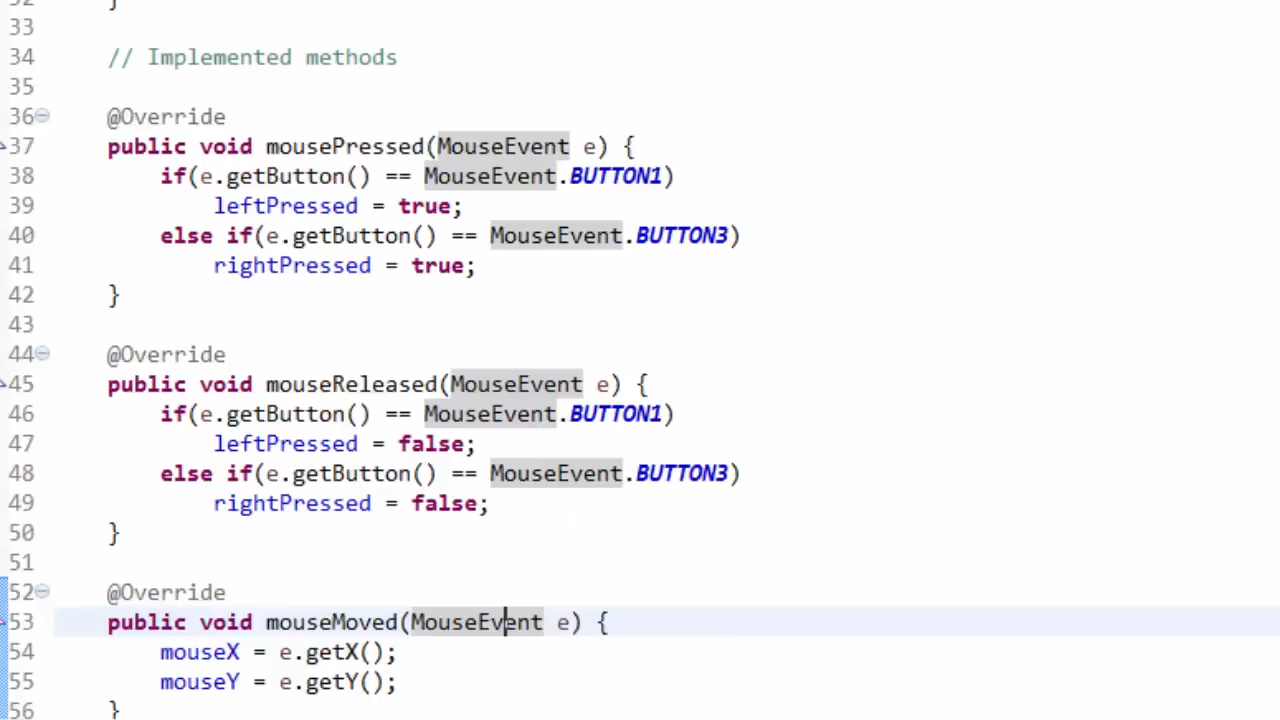 32 }
33
34 // Implemented methods
35
36 @Override
37 public void mousePressed(MouseEvent e) {
38 if(e.getButton() == MouseEvent.BUTTON1)
39 leftPressed = true;
40 else if(e.getButton() == MouseEvent.BUTTON3)
41 rightPressed = true;
42 }
43
44 @Override
45 public void mouseReleased(MouseEvent e) {
46 if(e.getButton() == MouseEvent.BUTTON1)
47 leftPressed = false;
48 else if(e.getButton() == MouseEvent.BUTTON3)
49 rightPressed = false;
50 }
51
52 @Override
53 public void mouseMoved(MouseEvent e) {
54 mouseX = e.getX();
55 mouseY = e.getY();
56 }